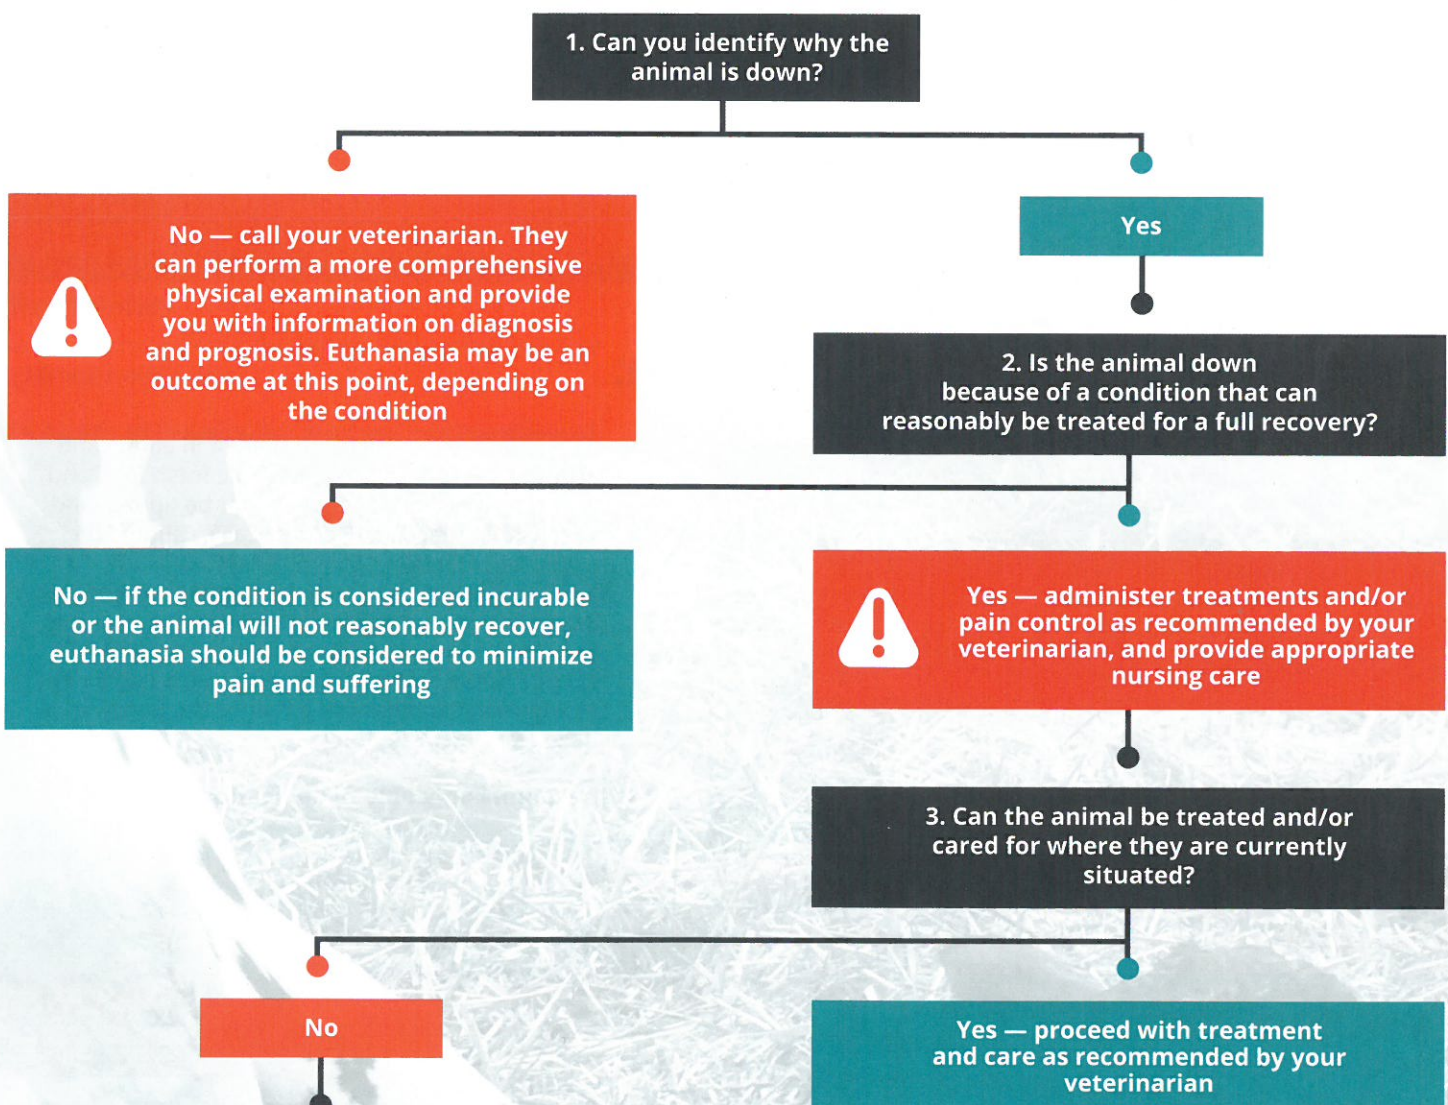 1. Can you identify why the
animal is down?
No — call your veterinarian. They
can perform a more comprehensive
physical examination and provide
you with information on diagnosis
and prognosis. Euthanasia may be an
outcome at this point, depending on
the condition
Yes
2. Is the animal down
because of a condition that can
reasonably be treated for a full recovery?
No — if the condition is considered incurable
or the animal will not reasonably recover,
euthanasia should be considered to minimize
pain and suffering
Yes — administer treatments and/or
pain control as recommended by your
veterinarian, and provide appropriate
nursing care
3. Can the animal be treated and/or
cared for where they are currently
situated?
No
Yes — proceed with treatment
and care as recommended by your
veterinarian